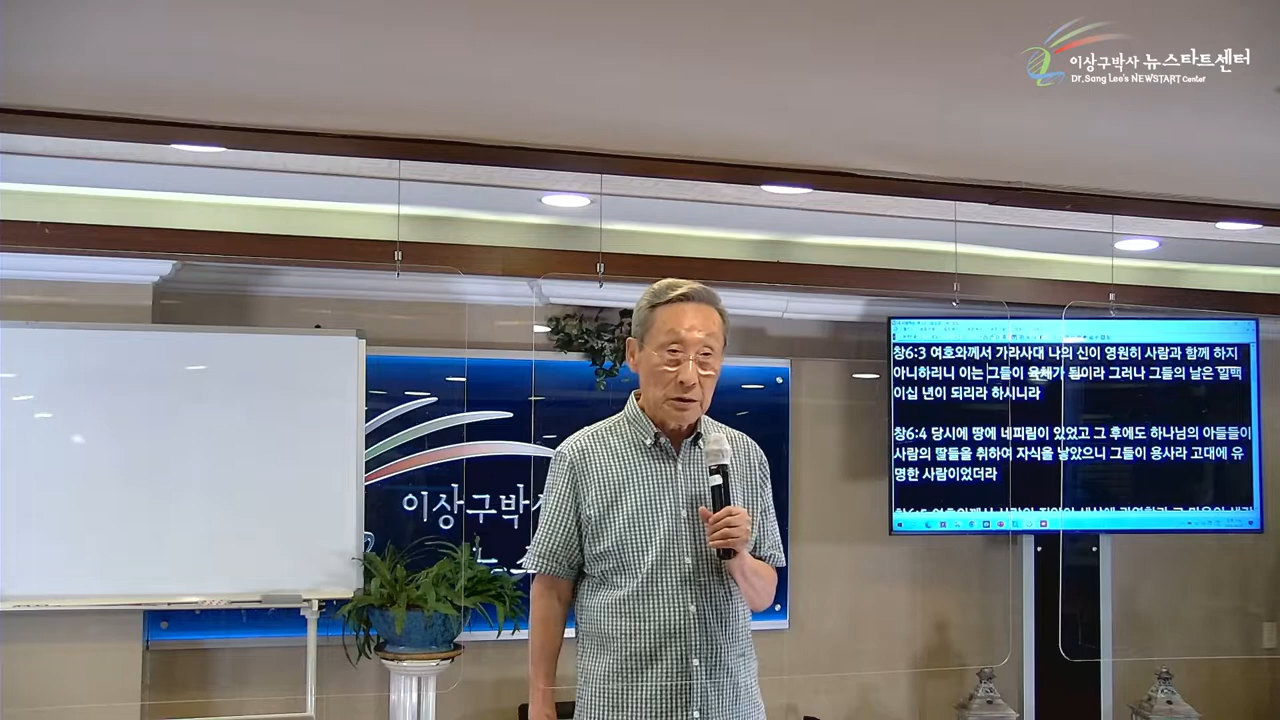 이상구박사 뉴스타트센터
Dr. Sang Lee's NEWSTART Center
창6:3 여호와께서 가라사대 나의 신이 영원히 사람과 함께 하지
아니하리니 이는 그들이 육체가 됨이라 그러나 그들의 날은 일백
이십 년이 되리라 하시니라
창6:4 당시에 땅에 네피림이 있었고 그 후에도 하나님의 아들들이
사람의 딸들을 취하여 자식을 낳았으니 그들이 용사라 고대에 유
명한 사람이었더라
이상구박사